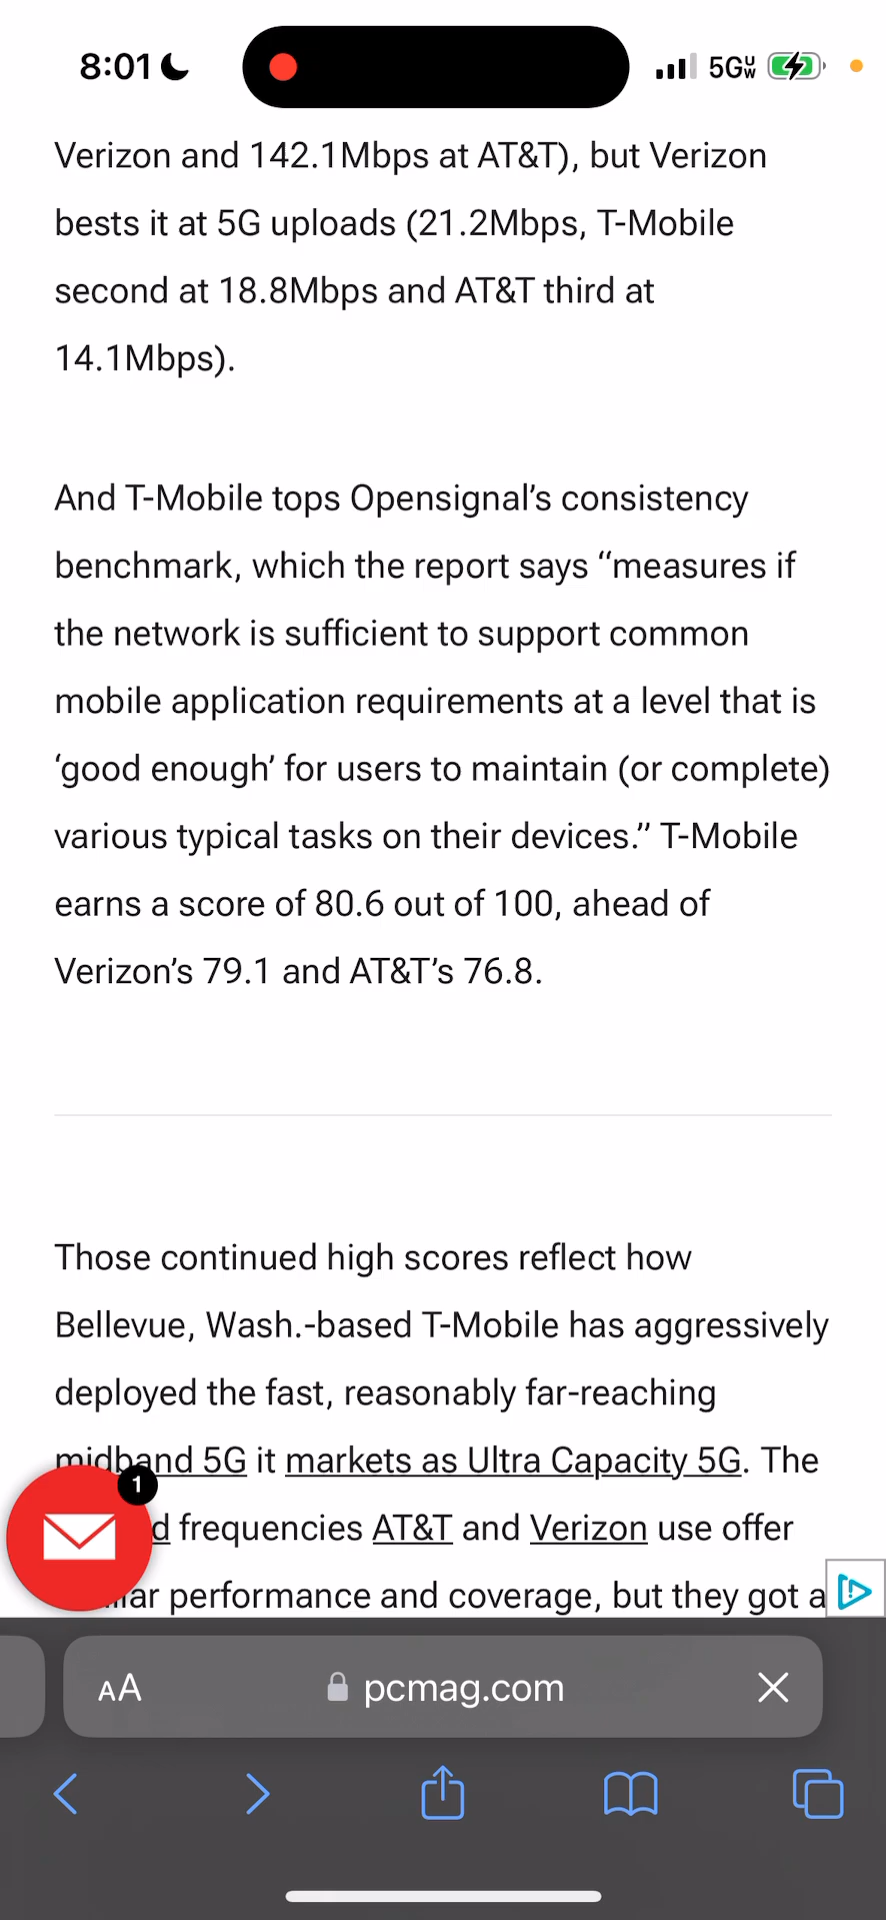 8:01
5GUW
Verizon and 142.1Mbps at AT&T), but Verizon
bests it at 5G uploads (21.2Mbps, T-Mobile
second at 18.8Mbps and AT&T third at
14.1Mbps).
And T-Mobile tops Opensignal’s consistency
benchmark, which the report says “measures if
the network is sufficient to support common
mobile application requirements at a level that is
‘good enough’ for users to maintain (or complete)
various typical tasks on their devices.” T-Mobile
earns a score of 80.6 out of 100, ahead of
Verizon’s 79.1 and AT&T’s 76.8.
Those continued high scores reflect how
Bellevue, Wash.-based T-Mobile has aggressively
deployed the fast, reasonably far-reaching
midband 5G it markets as Ultra Capacity 5G. The
1
frequencies AT&T and Verizon use offer
performance and coverage, but they got a
AA
pcmag.com